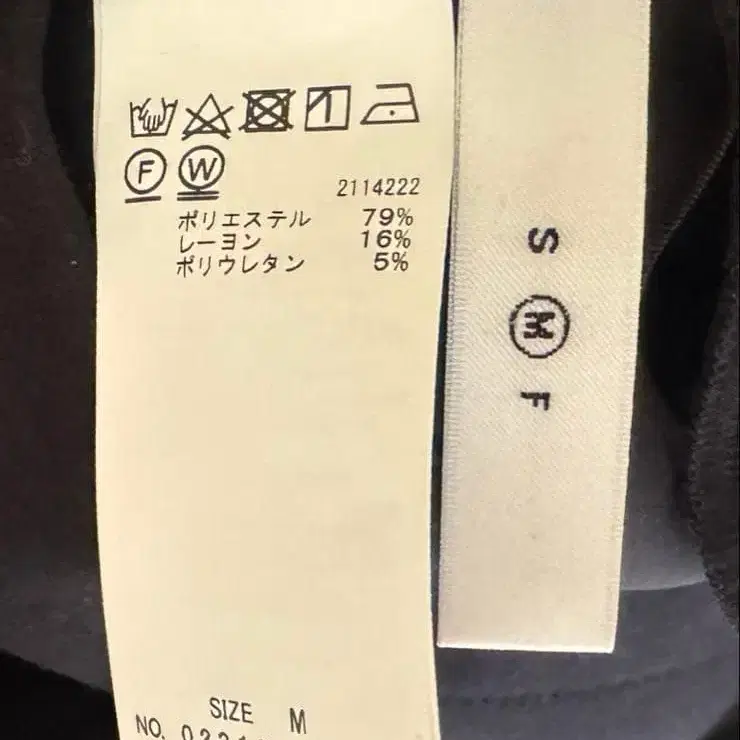 F W
2114222
ポリエステル 79%
レーヨン 16%
ポリウレタン 5%
SIZE M
NO.
S
M
F